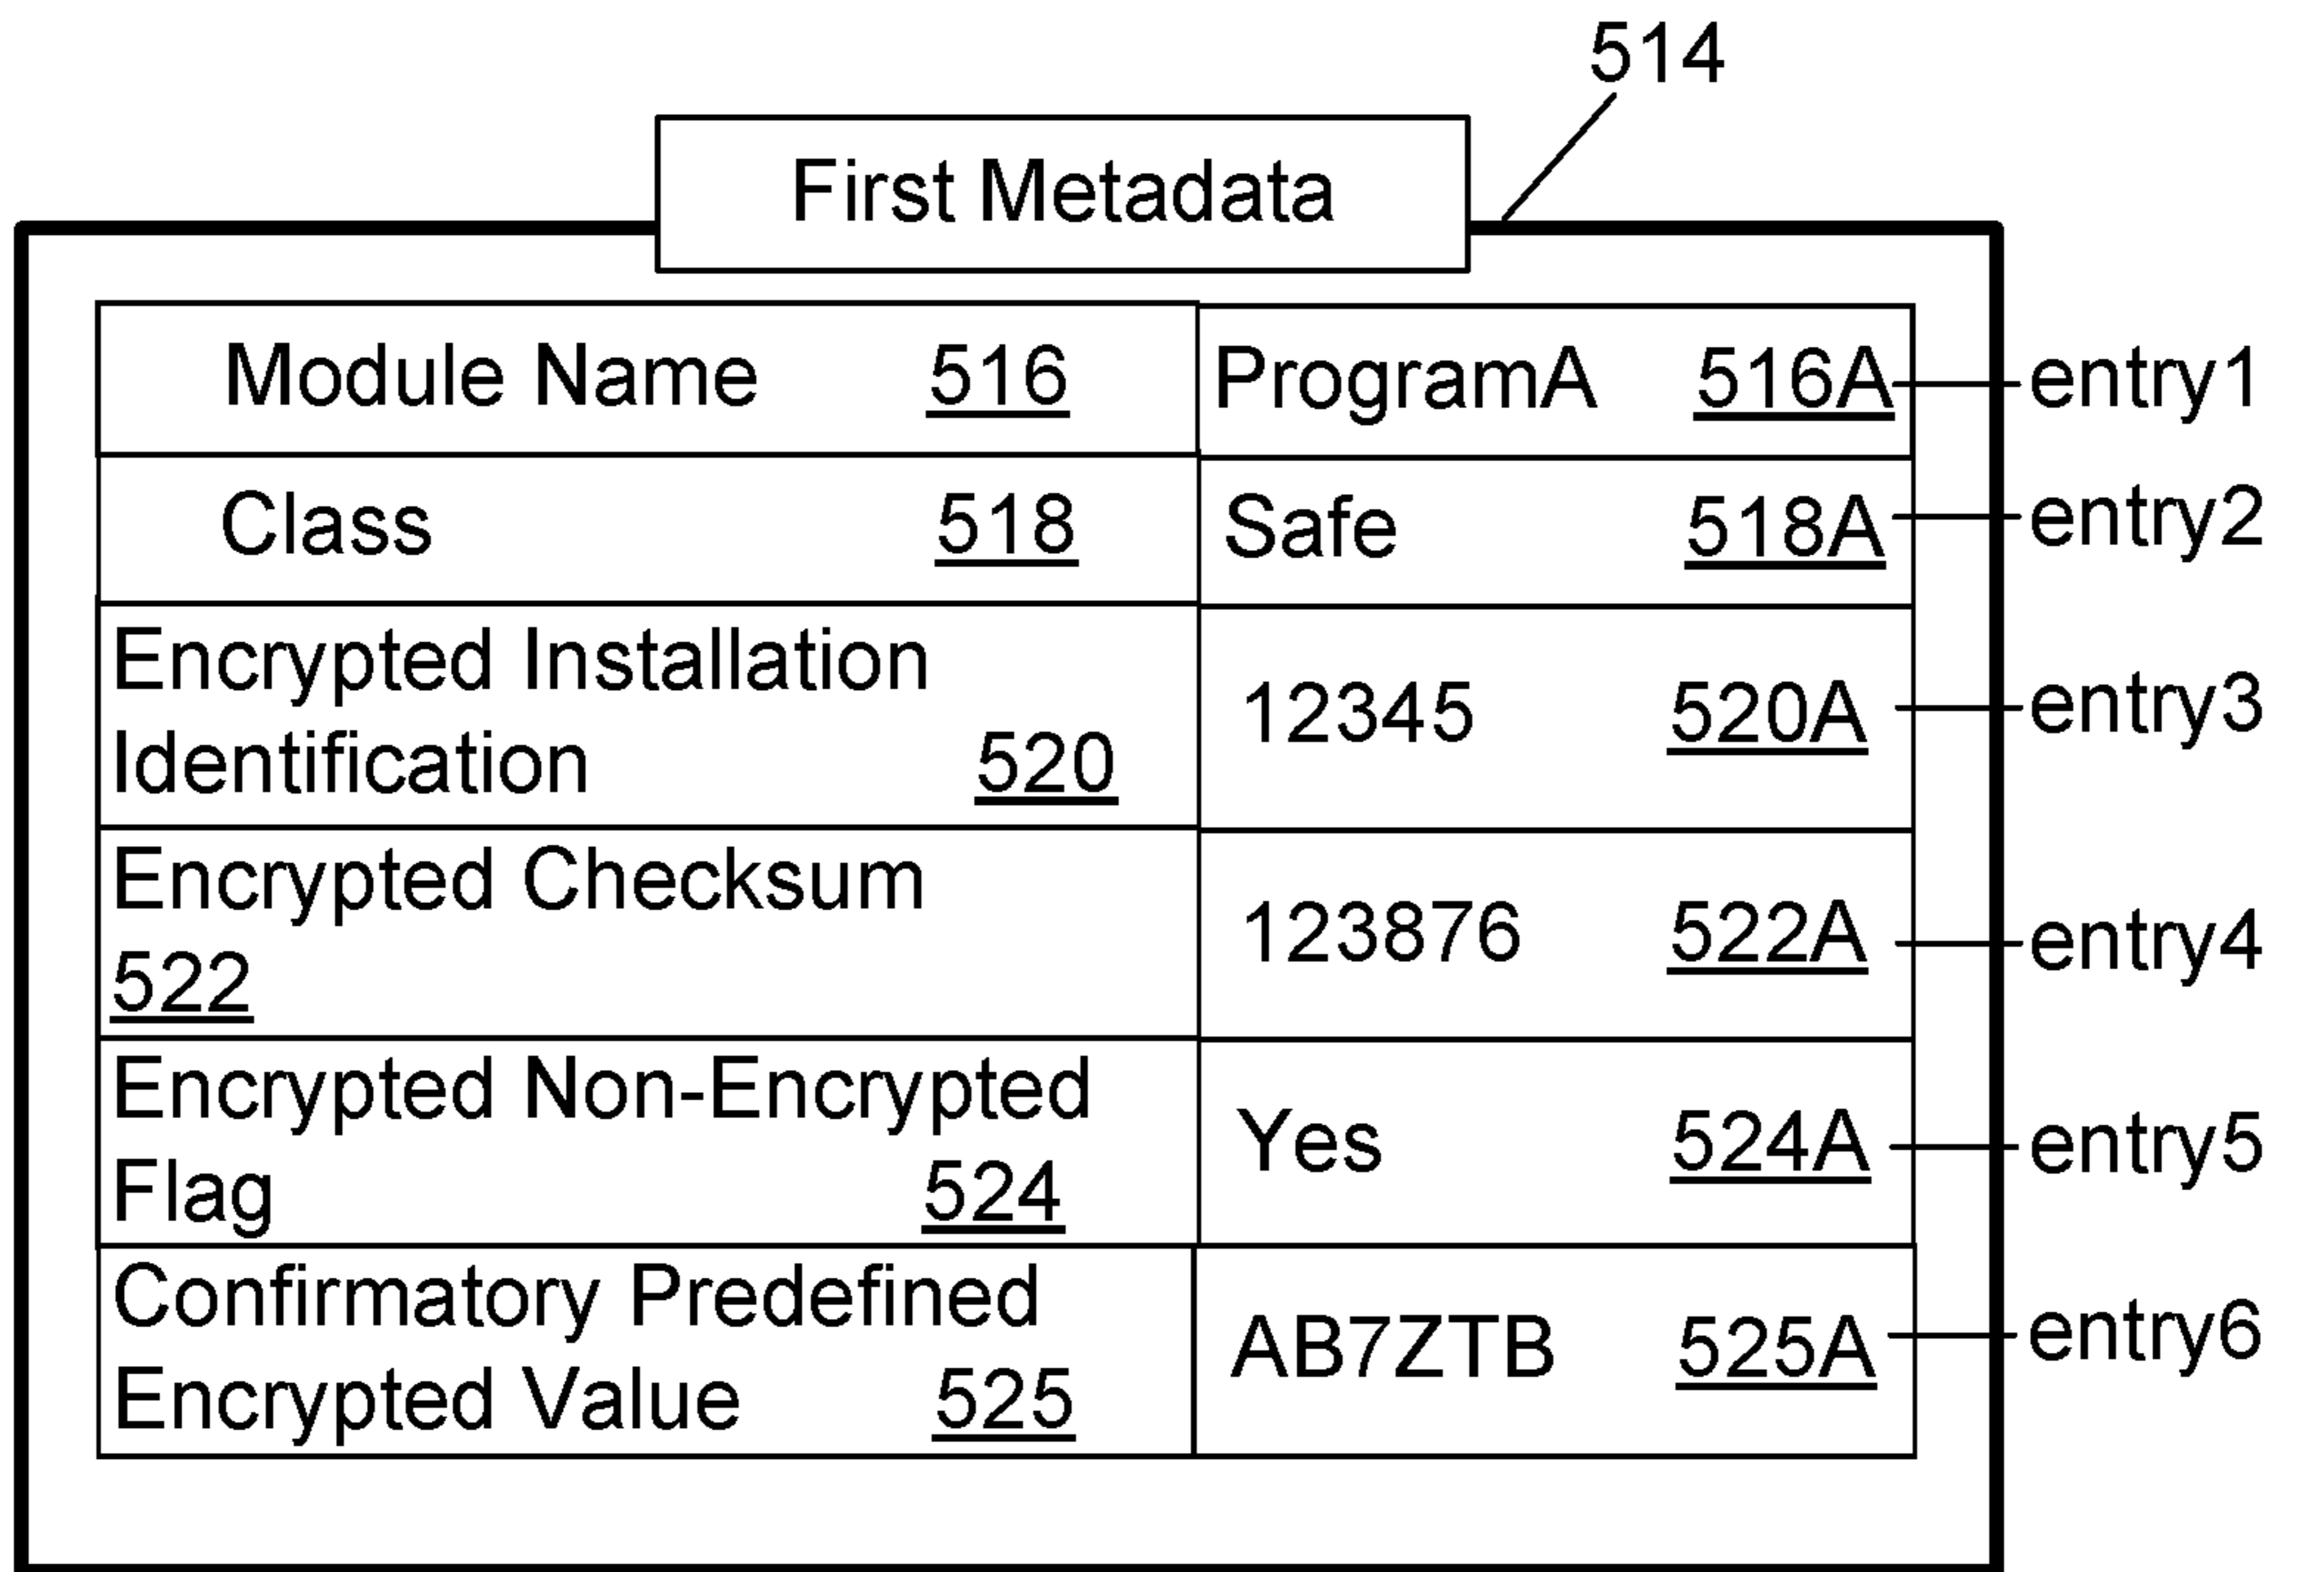 514
First Metadata
Module Name 516 ProgramA 516A entry1
Class 518 Safe 518A entry2
Encrypted Installation
Identification 520 12345 520A entry3
Encrypted Checksum
522 123876 522A entry4
Encrypted Non-Encrypted
Flag 524 Yes 524A entry5
Confirmatory Predefined
Encrypted Value 525 AB7ZTB 525A entry6